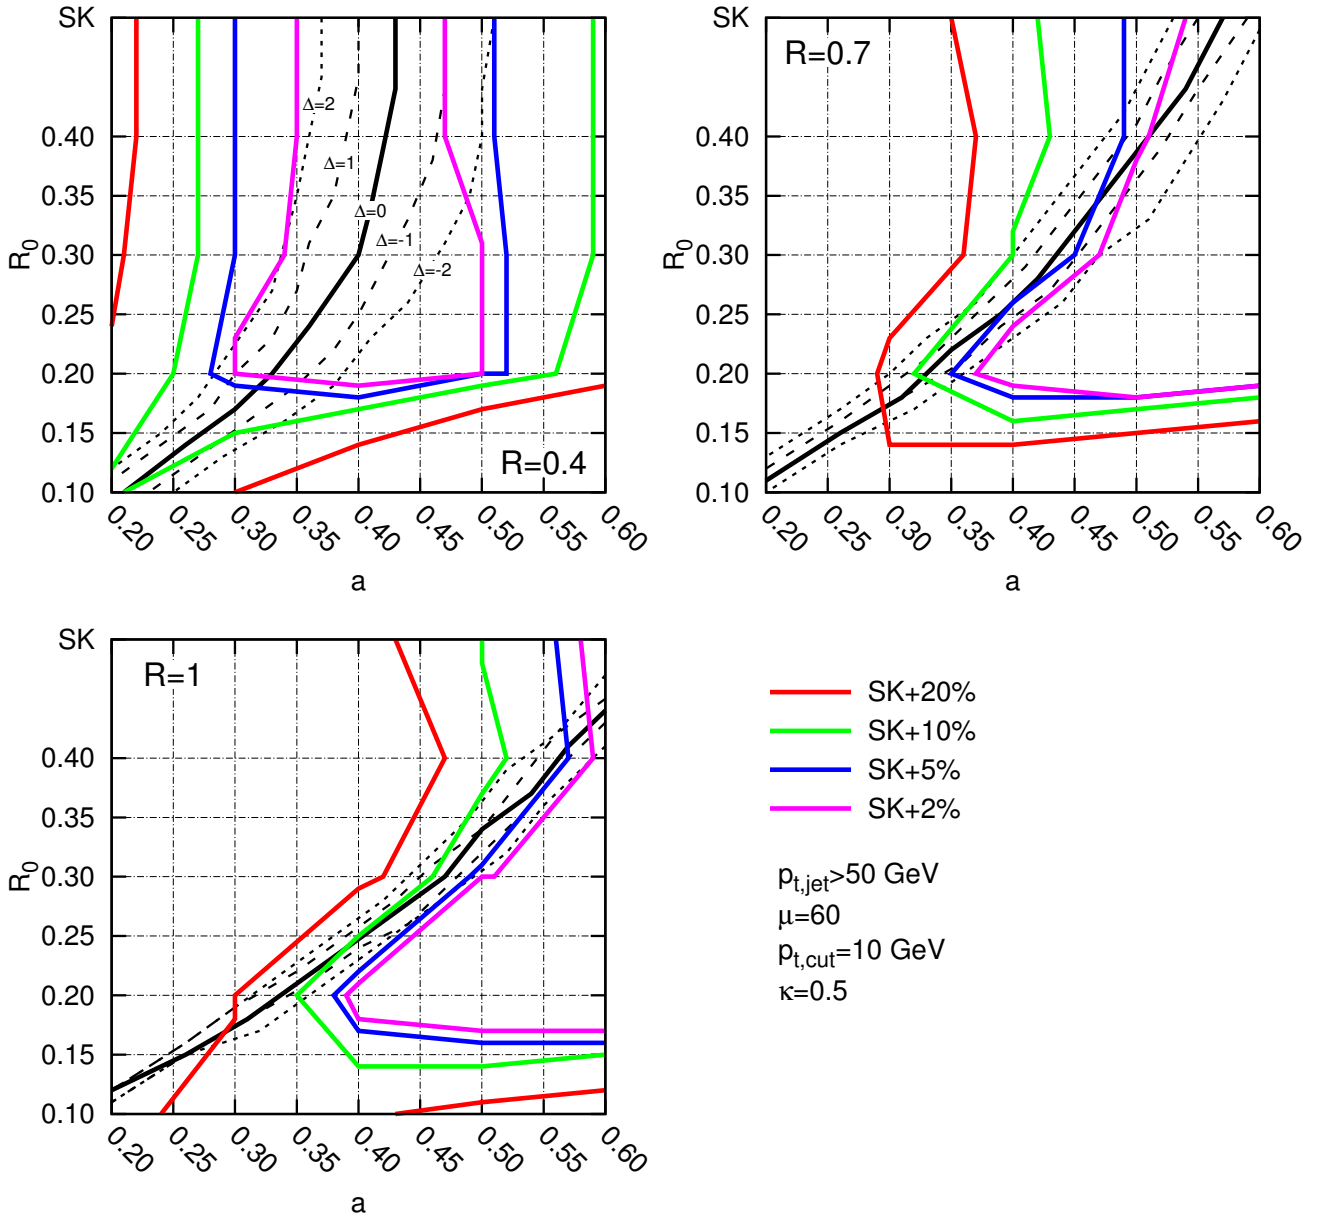 SK
0.40
0.35
0.30
0.25
0.20
0.15
0.10
R0
Δ=2
Δ=1
Δ=0
Δ=-1
Δ=-2
R=0.4
0.20 0.25 0.30 0.35 0.40 0.45 0.50 0.55 0.60
a
SK
0.40
0.35
0.30
0.25
0.20
0.15
0.10
R0
R=0.7
0.20 0.25 0.30 0.35 0.40 0.45 0.50 0.55 0.60
a
SK
0.40
0.35
0.30
0.25
0.20
0.15
0.10
R0
R=1
0.20 0.25 0.30 0.35 0.40 0.45 0.50 0.55 0.60
a
SK+20%
SK+10%
SK+5%
SK+2%
pt,jet>50 GeV
μ=60
pt,cut=10 GeV
κ=0.5